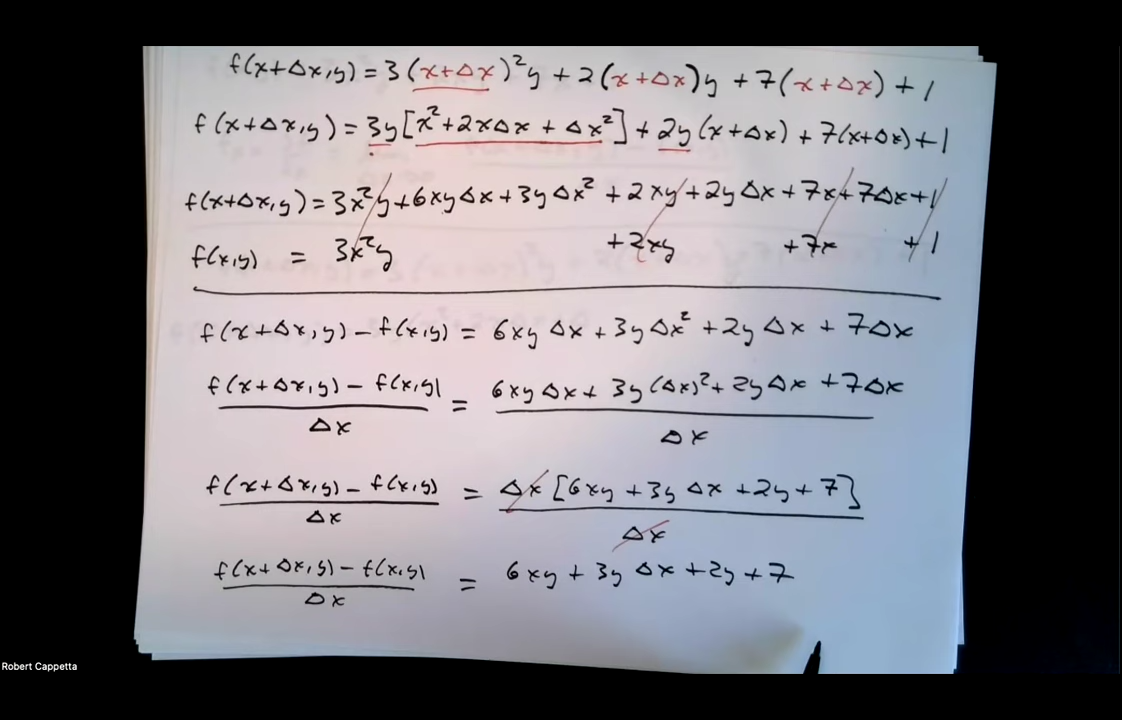 f(x+Δx,y) = 3(x+Δx)²y + 2(x+Δx)y + 7(x+Δx) + 1
f(x+Δx,y) = 3y[x²+2xΔx + Δx²] + 2y(x+Δx) + 7(x+Δx) + 1
f(x+Δx,y) = 3x²y + 6xyΔx + 3yΔx² + 2xy + 2yΔx + 7x + 7Δx + 1
f(x,y) = 3x²y + 2xy + 7x + 1
f(x+Δx,y) - f(x,y) = 6xyΔx + 3yΔx² + 2yΔx + 7Δx
f(x+Δx,y) - f(x,y) / Δx = 6xyΔx + 3y(Δx)² + 2yΔx + 7Δx / Δx
f(x+Δx,y) - f(x,y) / Δx = Δx[6xy + 3yΔx + 2y + 7] / Δx
f(x+Δx,y) - f(x,y) / Δx = 6xy + 3yΔx + 2y + 7
Robert Cappetta